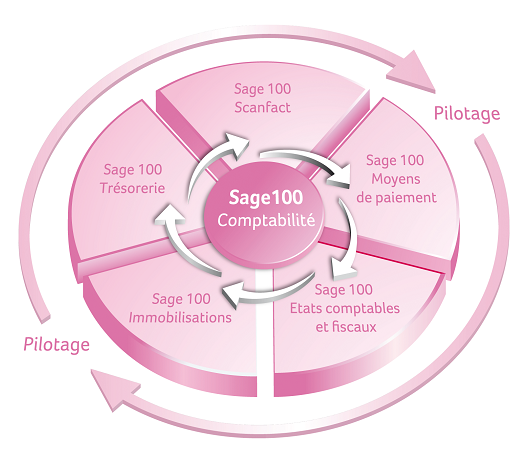 Sage 100
Scanfact
Pilotage
Sage 100
Moyens
de paiement
Sage 100
Trésorerie
Sage100
Comptabilité
Sage 100
Etats comptables
et fiscaux
Sage 100
Immobilisations
Pilotage